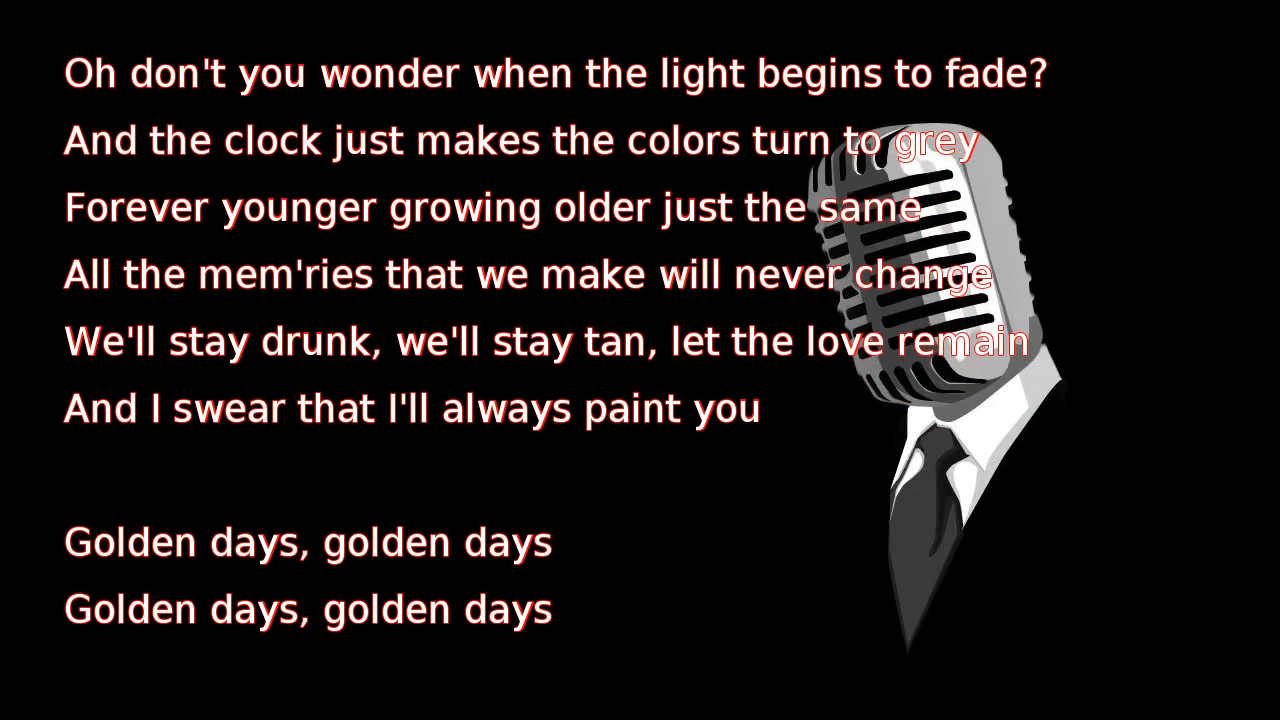 Oh don't you wonder when the light begins to fade?
And the clock just makes the colors turn to grey
Forever younger growing older just the same
All the mem'ries that we make will never change
We'll stay drunk, we'll stay tan, let the love remain
And I swear that I'll always paint you
Golden days, golden days
Golden days, golden days